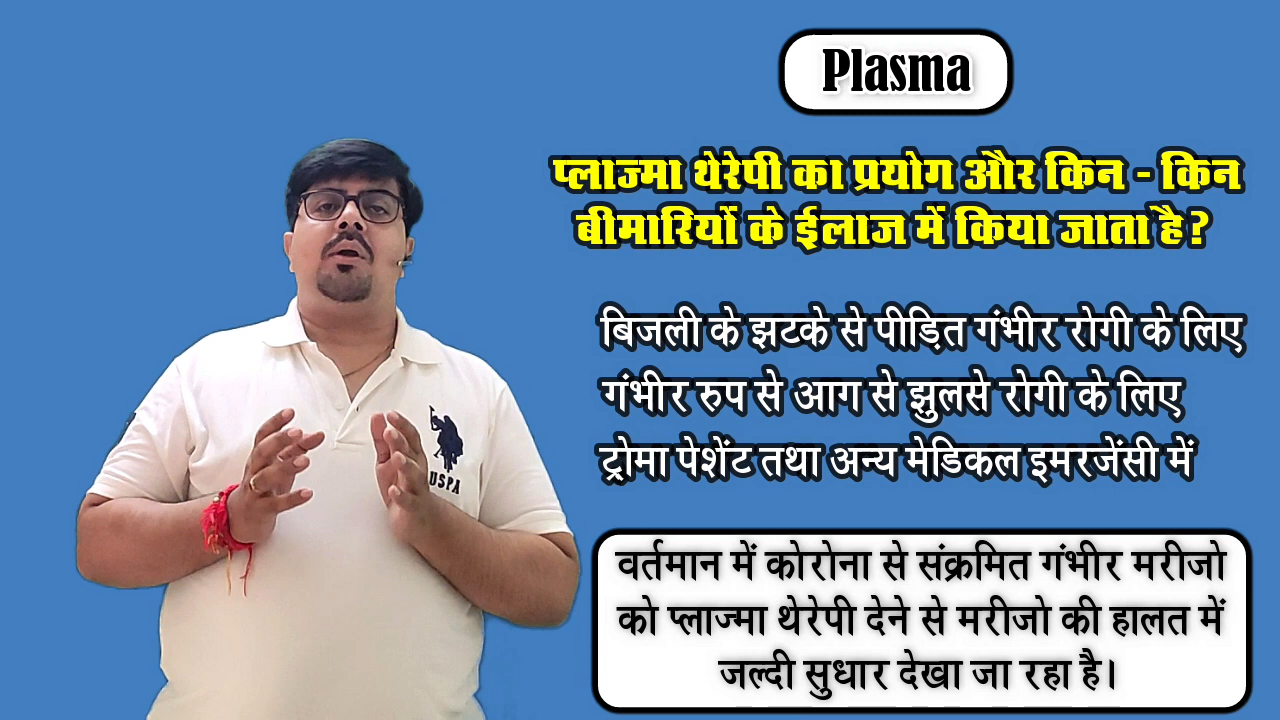 Plasma
प्लाज्मा थेरेपी का प्रयोग और किन - किन
बीमारियों के ईलाज में किया जाता है?
बिजली के झटके से पीड़ित गंभीर रोगी के लिए
गंभीर रुप से आग से झुलसे रोगी के लिए
ट्रोमा पेशेंट तथा अन्य मेडिकल इमरजेंसी में
USPA
वर्तमान में कोरोना से संक्रमित गंभीर मरीजो
को प्लाज्मा थेरेपी देने से मरीजो की हालत में
जल्दी सुधार देखा जा रहा है।